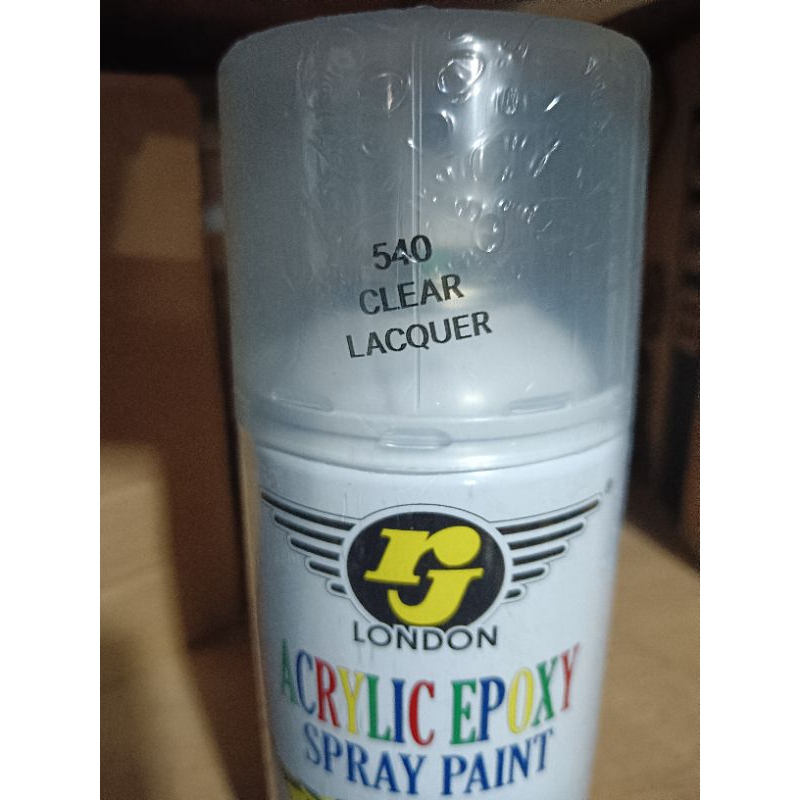 540
CLEAR
LACQUER
rj
LONDON
ACRYLIC EPOXY
SPRAY PAINT